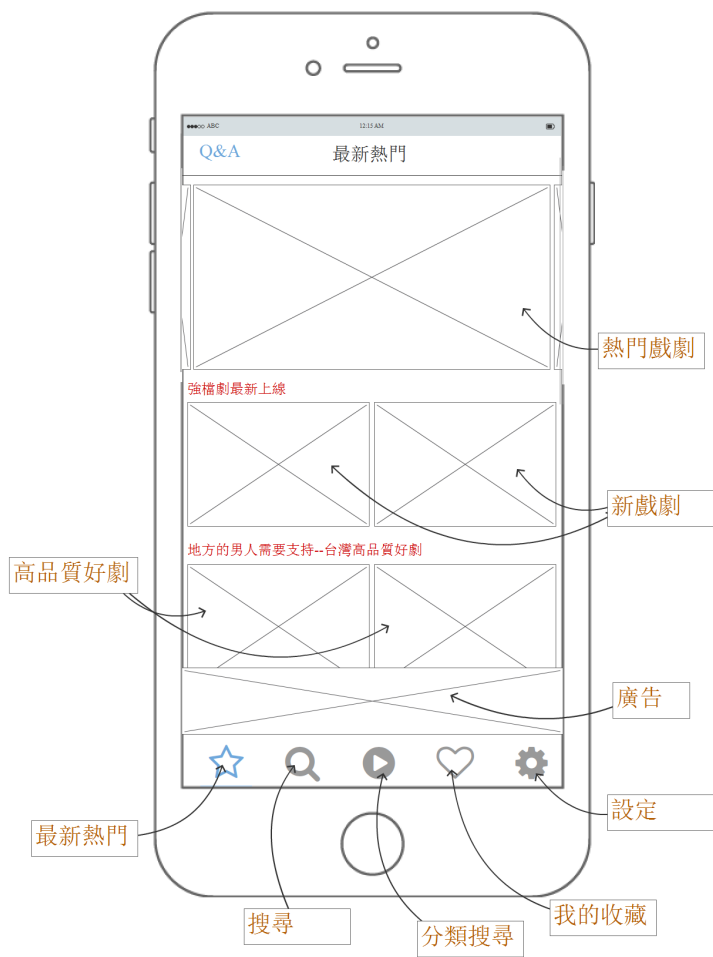 ABC 12:15 AM
Q&A 最新熱門
熱門戲劇
強檔劇最新上線
新戲劇
地方的男人需要支持--台灣高品質好劇
高品質好劇
廣告
設定
最新熱門
搜尋
分類搜尋
我的收藏